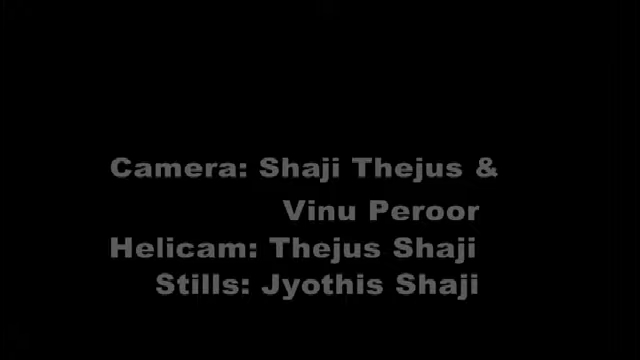 Camera: Shaji Thejus &
Vinu Peroor
Helicam: Thejus Shaji
Stills: Jyothis Shaji